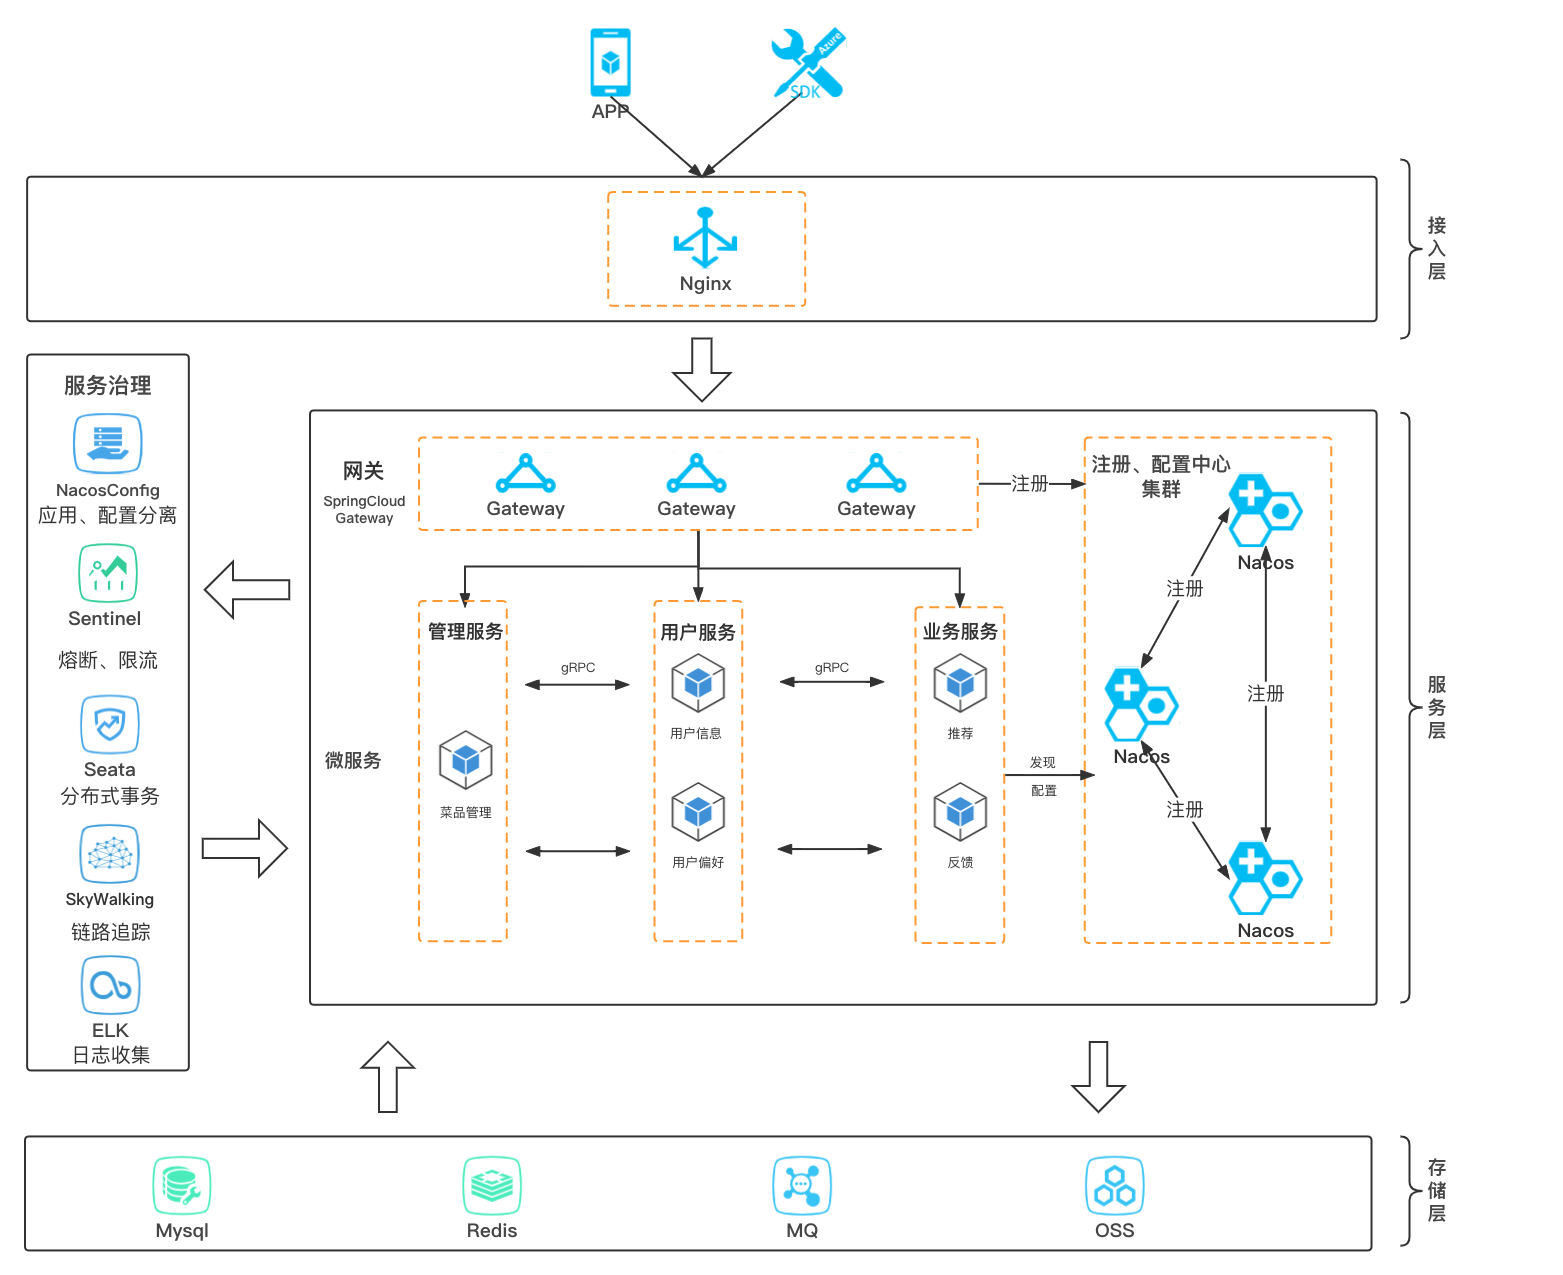 APP
Azure
SDK
Nginx
接
入
层
服务治理
NacosConfig
应用、配置分离
Sentinel
熔断、限流
Seata
分布式事务
SkyWalking
链路追踪
ELK
日志收集
网关
SpringCloud
Gateway
Gateway
Gateway
Gateway
注册
注册、配置中心
集群
Nacos
注册
注册
Nacos
注册
Nacos
微服务
管理服务
菜品管理
gRPC
用户服务
用户信息
用户偏好
gRPC
业务服务
推荐
反馈
发现
配置
服
务
层
Mysql
Redis
MQ
OSS
存
储
层